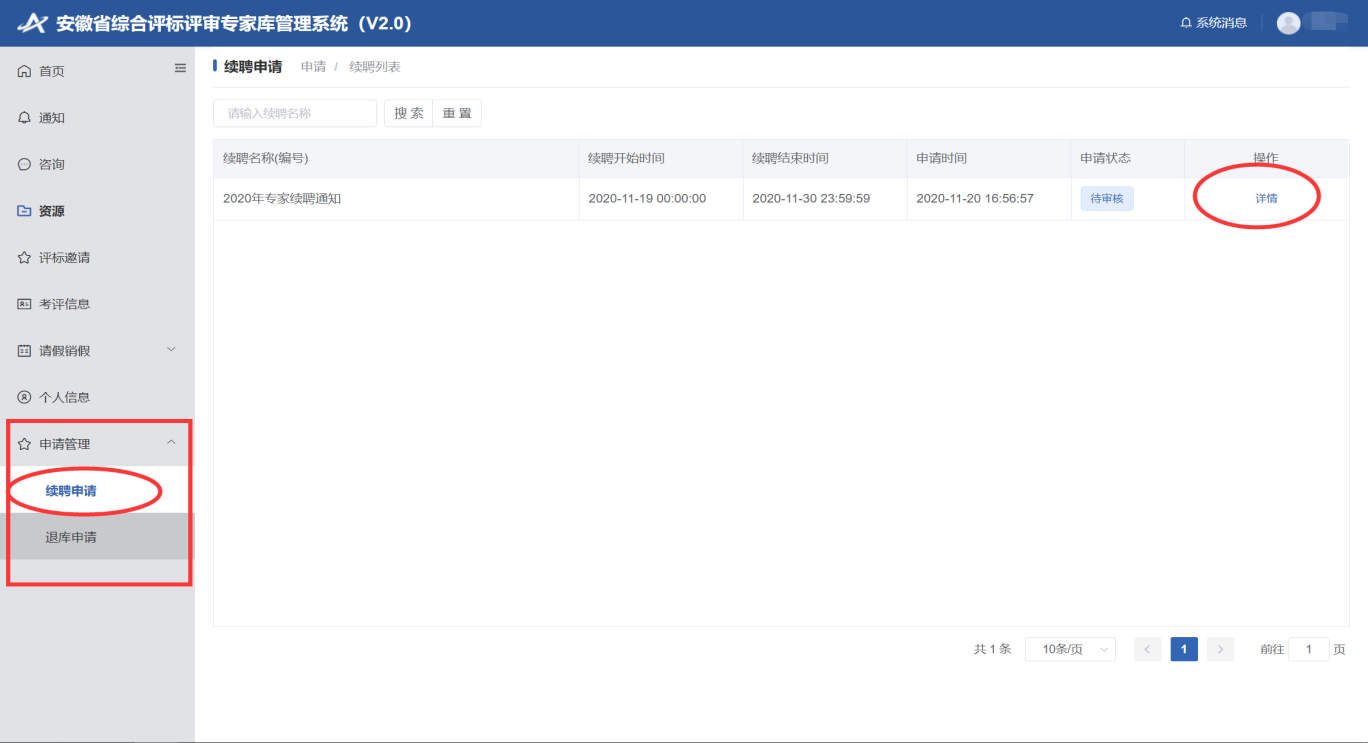 安徽省综合评标评审专家库管理系统（V2.0）
系统消息
首页
通知
咨询
资源
评标邀请
考评信息
请假销假
个人信息
申请管理
续聘申请
退库申请
续聘申请 申请 / 续聘列表
请输入续聘名称 搜索 重置
续聘名称(编号) 续聘开始时间 续聘结束时间 申请时间 申请状态 操作
2020年专家续聘通知 2020-11-19 00:00:00 2020-11-30 23:59:59 2020-11-20 16:56:57 待审核 详情
共 1 条 10条/页 1 前往 1 页